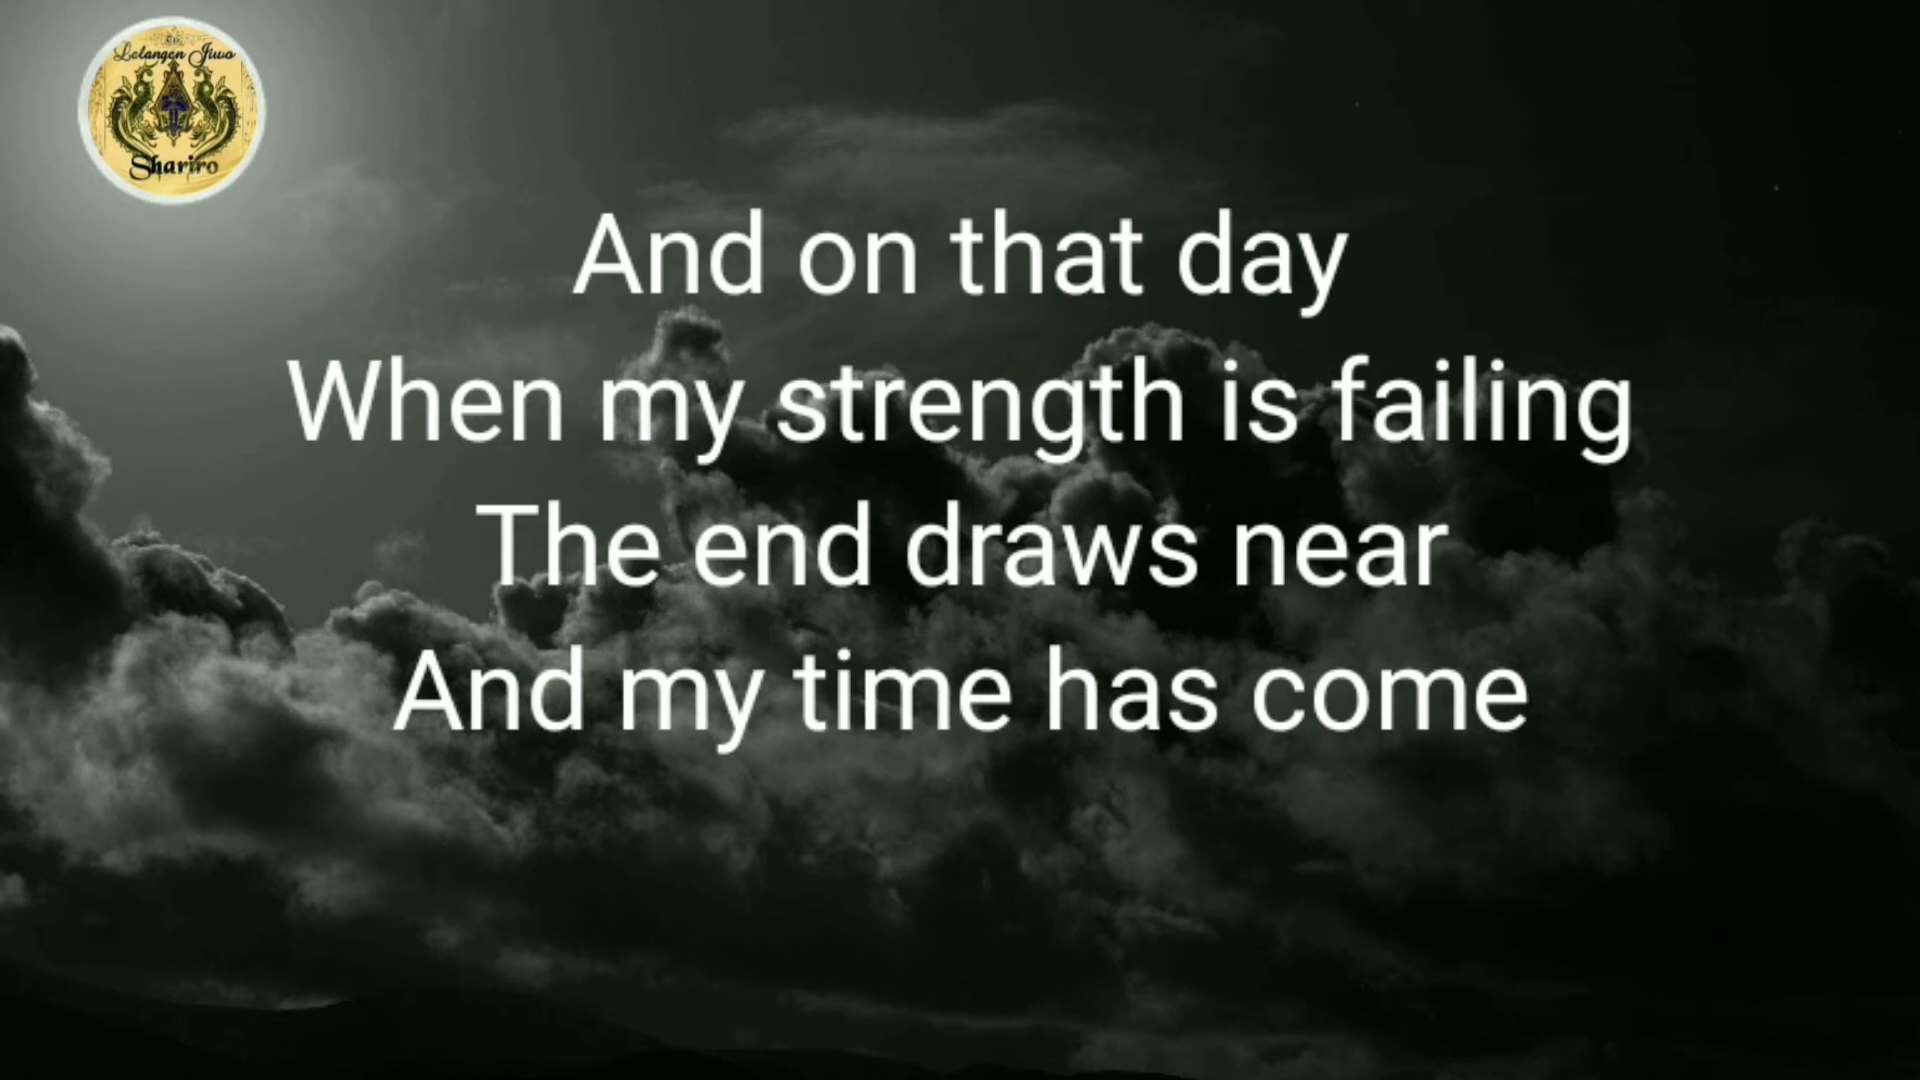 Lelangen Jiwo
Shariro
And on that day
When my strength is failing
The end draws near
And my time has come